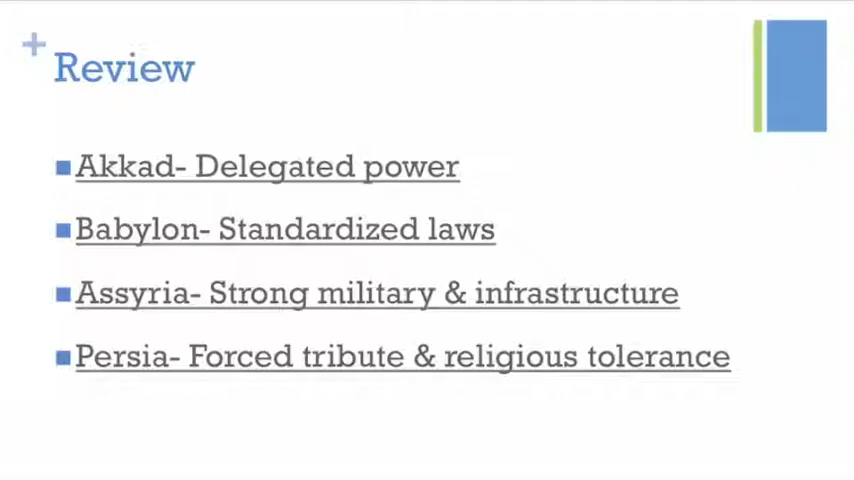 Review
Akkad- Delegated power
Babylon- Standardized laws
Assyria- Strong military & infrastructure
Persia- Forced tribute & religious tolerance